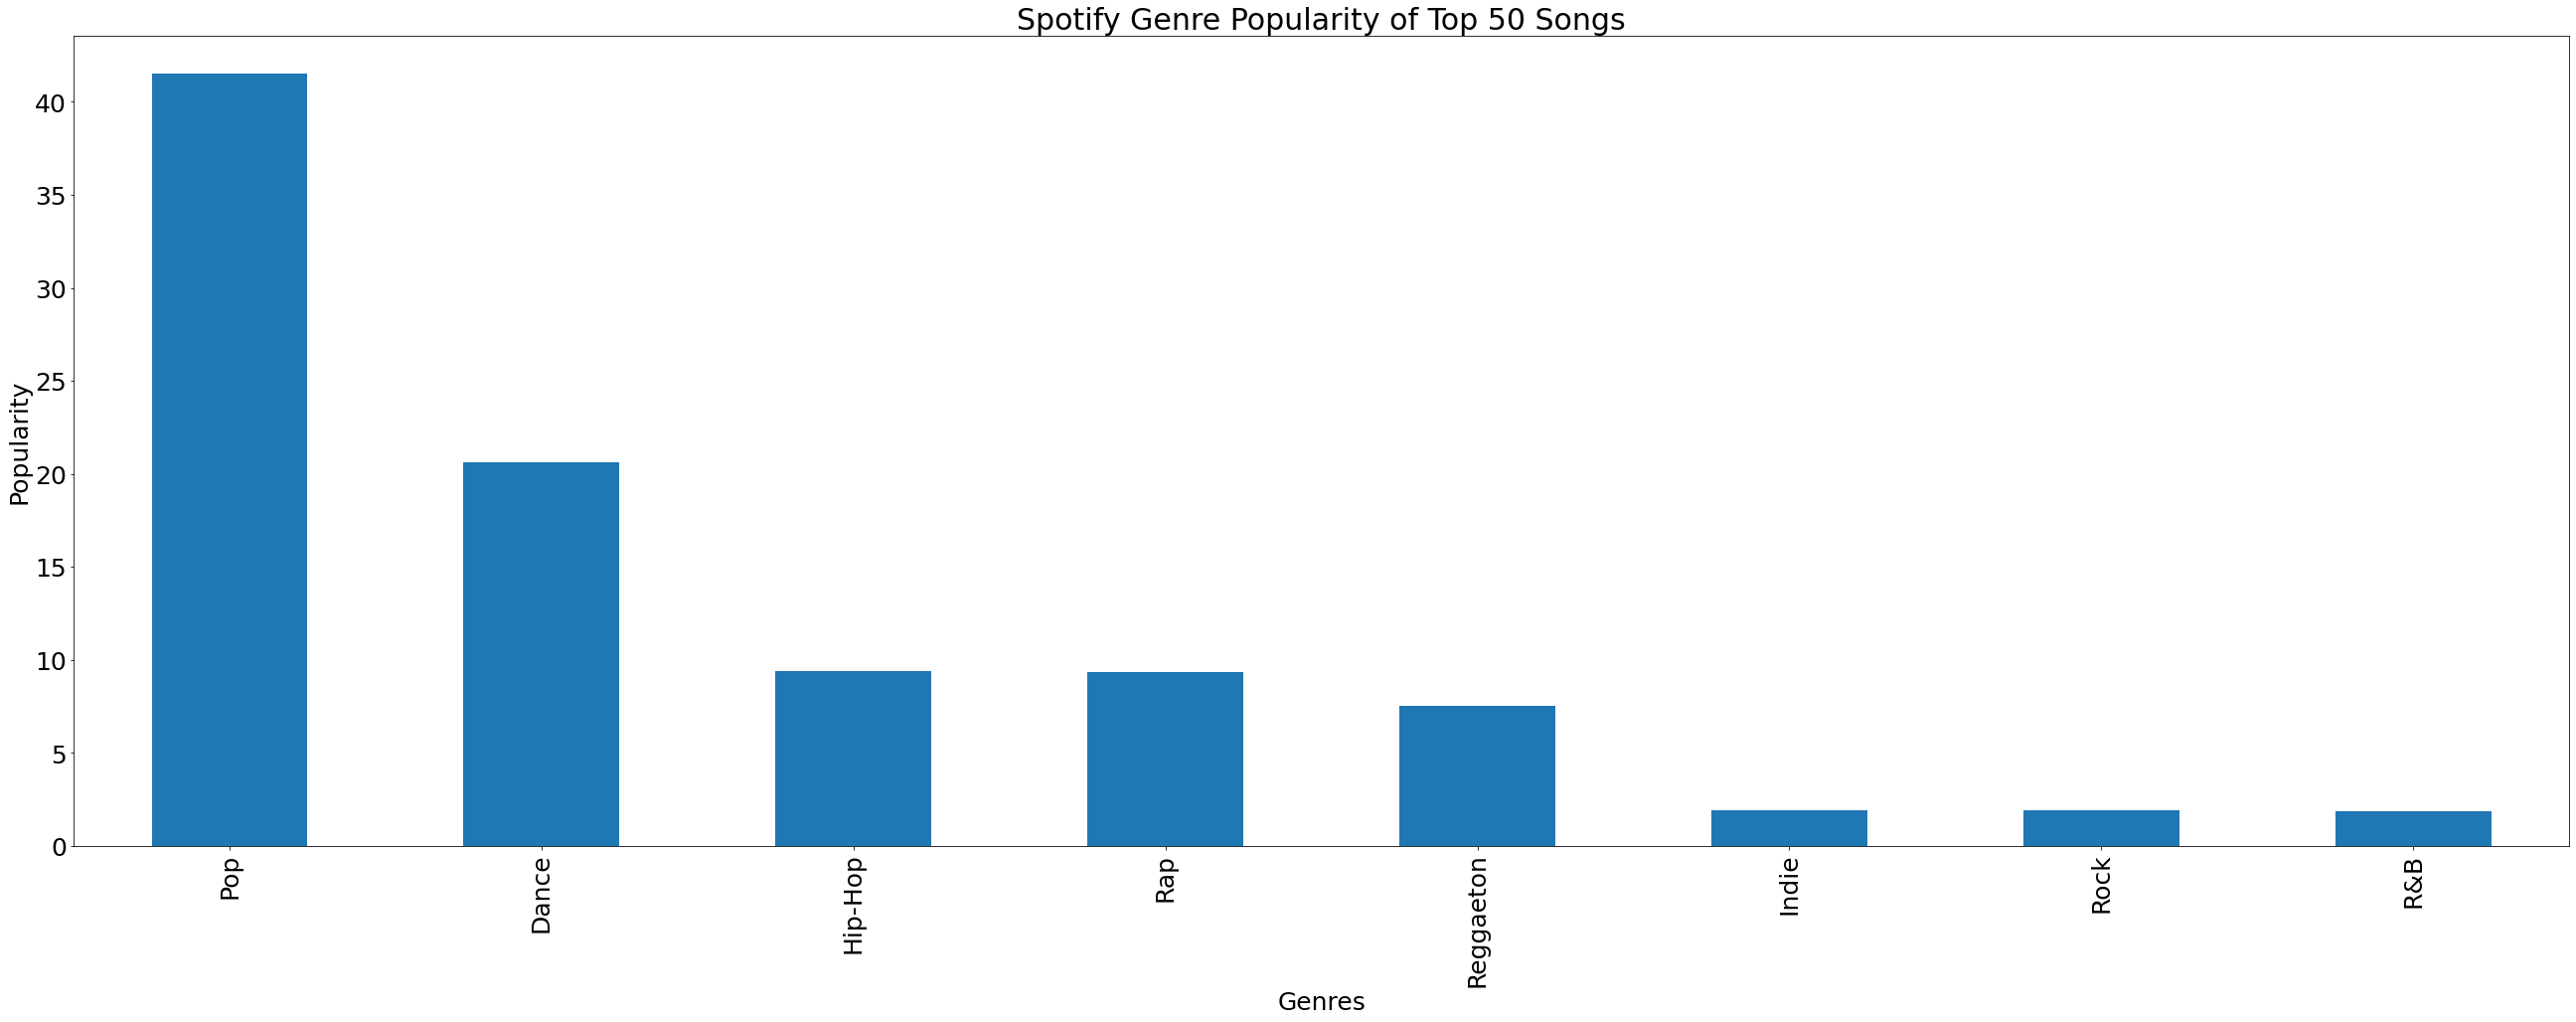 Spotify Genre Popularity of Top 50 Songs
Popularity
40
35
30
25
20
15
10
5
0
Pop
Dance
Hip-Hop
Rap
Reggaeton
Indie
Rock
R&B
Genres